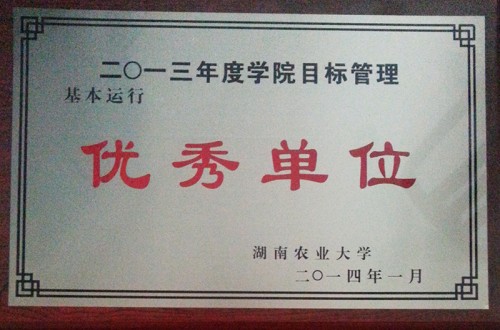 二〇一三年度学院目标管理
基本运行
优秀单位
湖南农业大学
二〇一四年一月